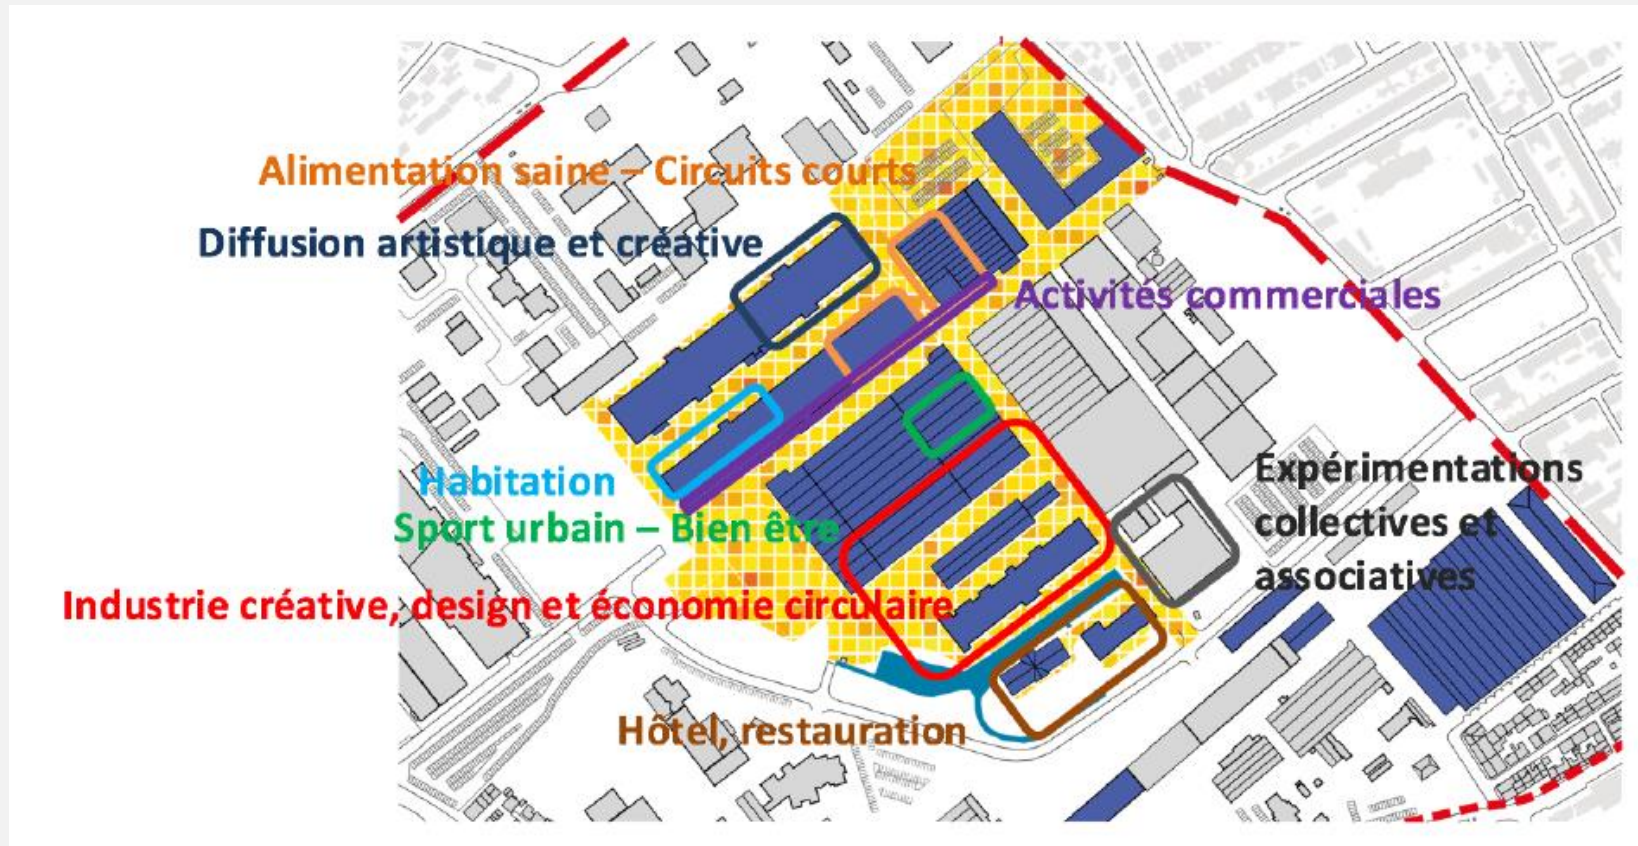 Alimentation saine – Circuits courts
Diffusion artistique et créative
Activités commerciales
Habitation
Sport urbain – Bien être
Expérimentations
collectives et
associatives
Industrie créative, design et économie circulaire
Hôtel, restauration